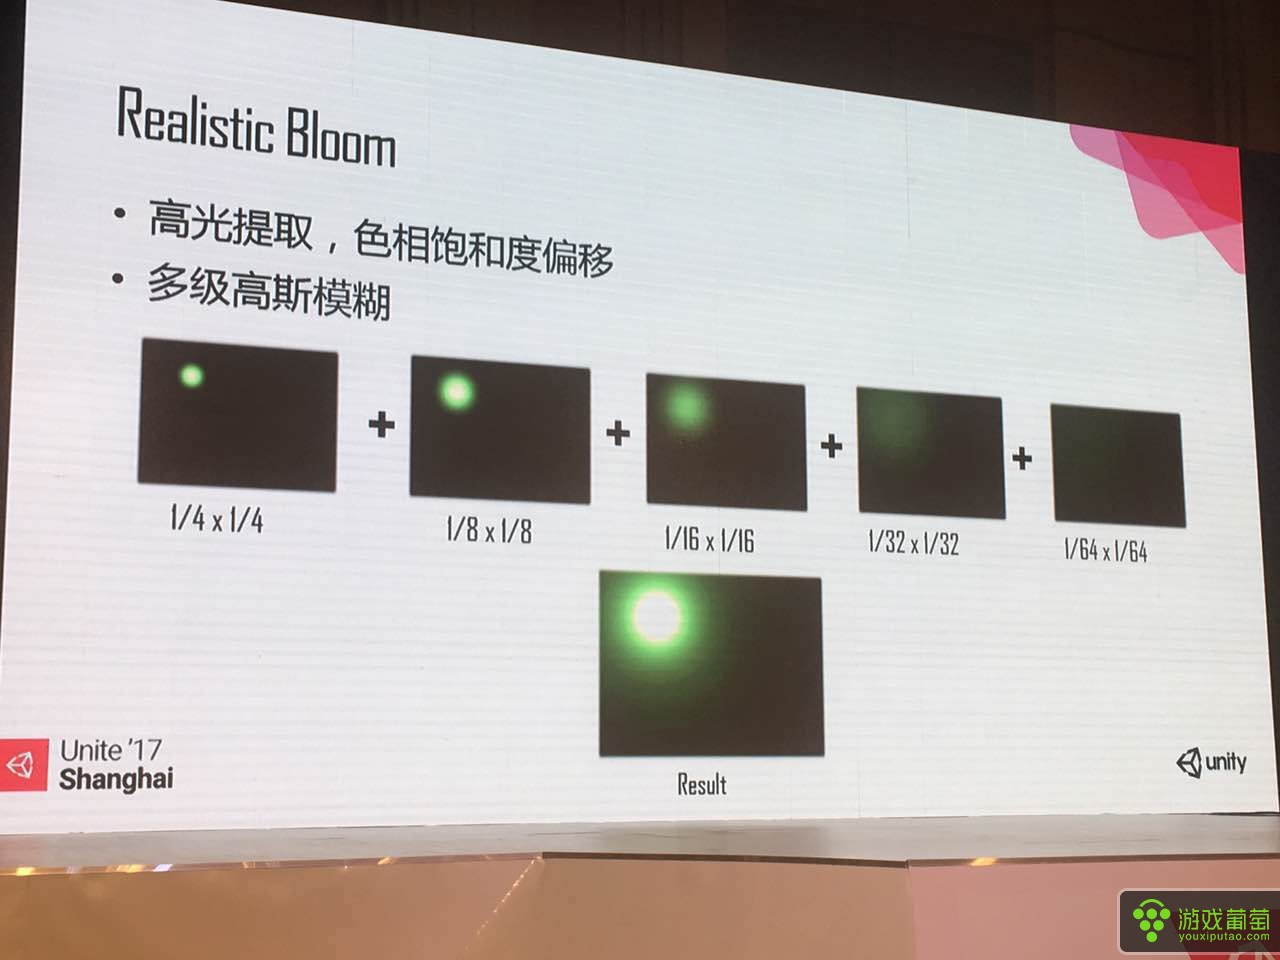 Realistic Bloom
• 高光提取，色相饱和度偏移
• 多级高斯模糊
+ + + +
1/4 x 1/4 1/8 x 1/8 1/16 x 1/16 1/32 x 1/32 1/64 x 1/64
Result
Unite '17
Shanghai
unity
游戏葡萄
youxiputao.com